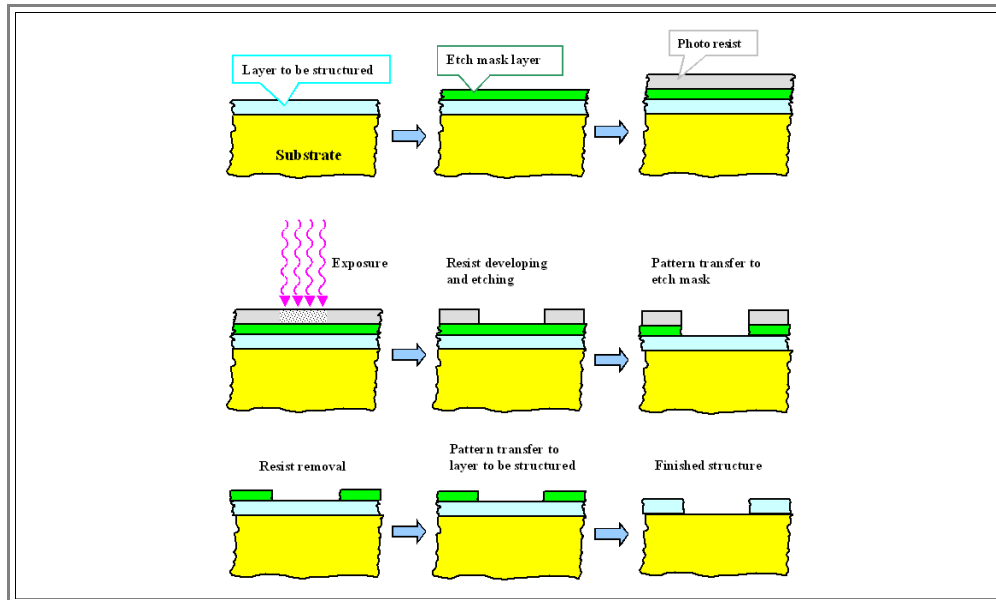 Layer to be structured
Etch mask layer
Photo resist
Substrate
Exposure
Resist developing
and etching
Pattern transfer to
etch mask
Resist removal
Pattern transfer to
layer to be structured
Finished structure